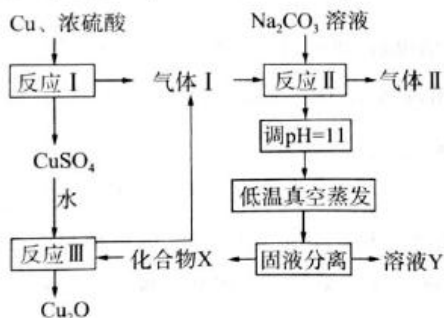 Cu、浓硫酸
Na₂CO₃ 溶液
反应Ⅰ
气体Ⅰ
反应Ⅱ
气体Ⅱ
调pH=11
CuSO₄
水
低温真空蒸发
反应Ⅲ
化合物X
固液分离
溶液Y
Cu₂O